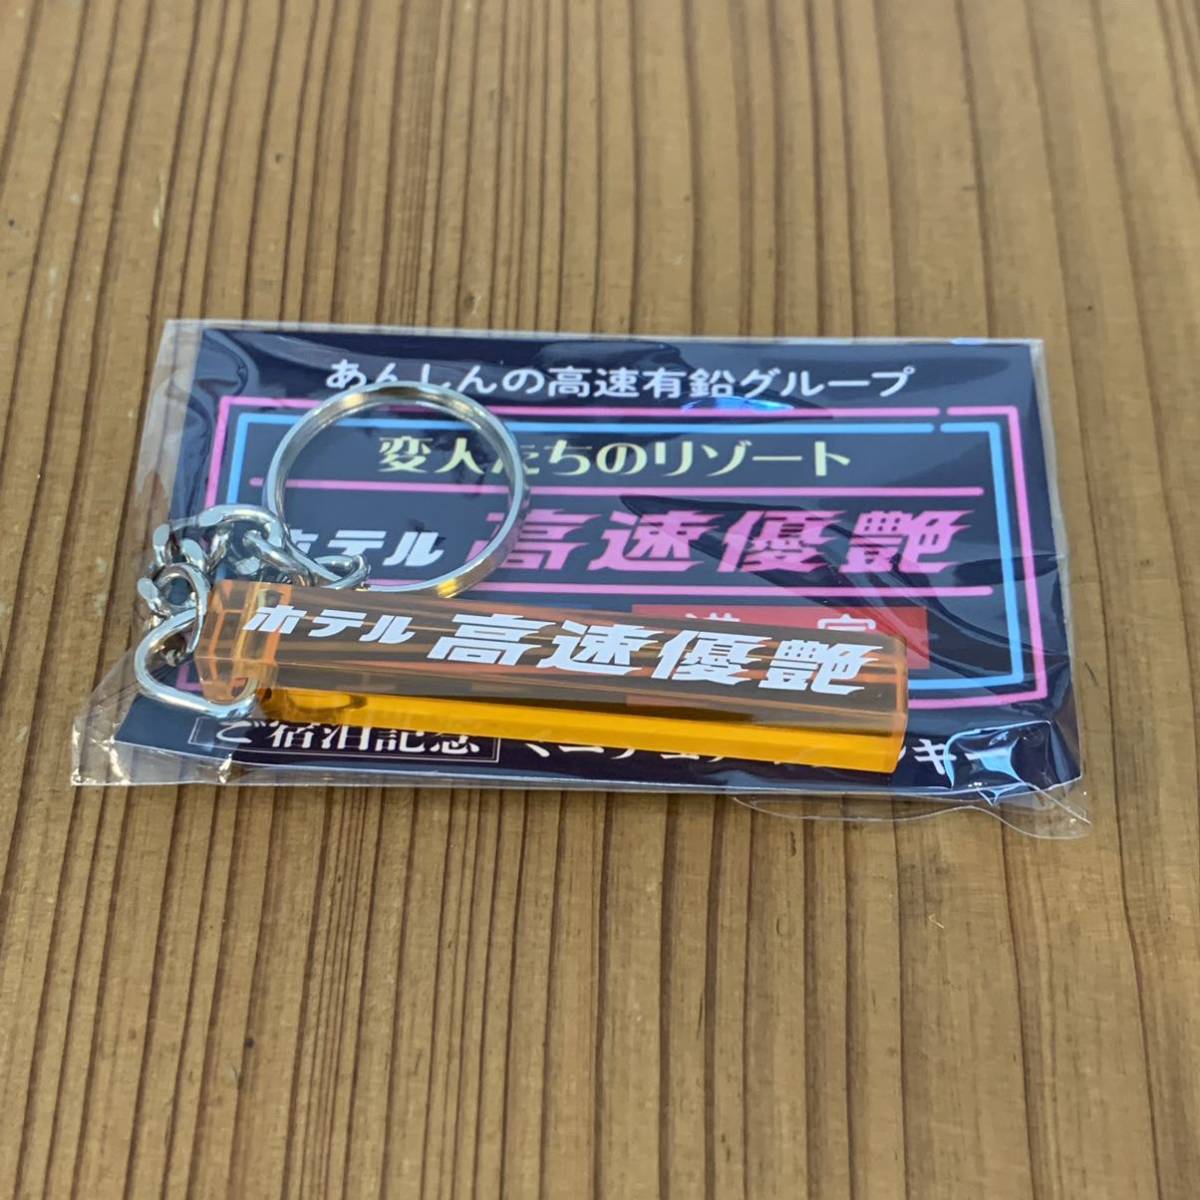 あんしんの高速有鉛グループ
変人たちのリゾート
ホテル 高速優艶
ホテル 高速優艶
ご宿泊記念